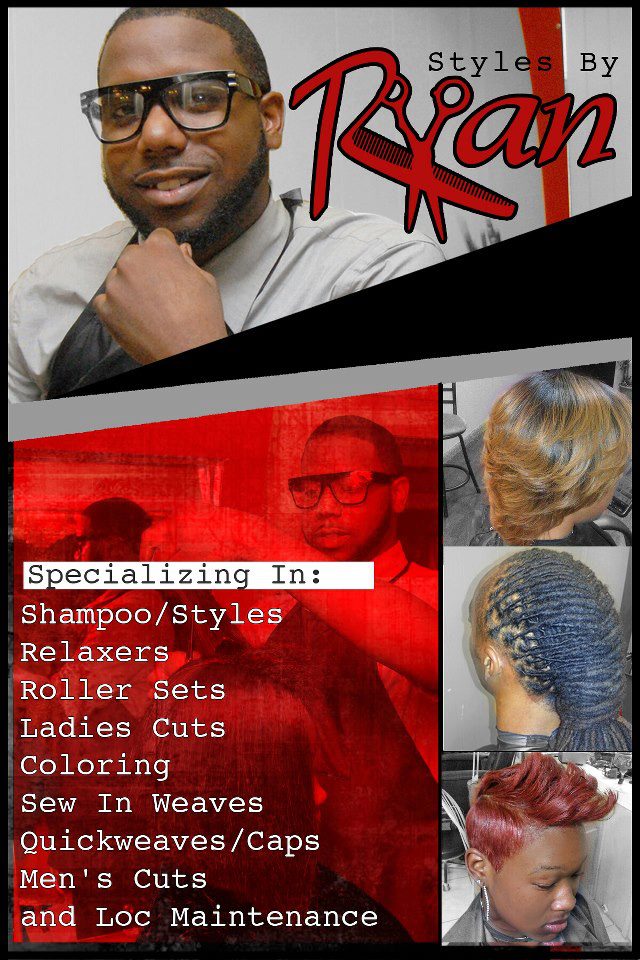 Styles By
Ryan
Specializing In:
Shampoo/Styles
Relaxers
Roller Sets
Ladies Cuts
Coloring
Sew In Weaves
Quickweaves/Caps
Men's Cuts
and Loc Maintenance